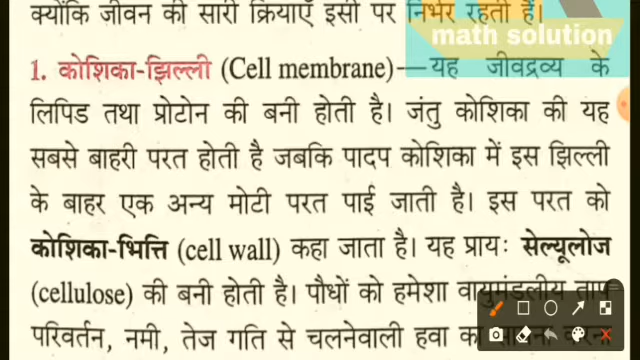 क्योंकि जीवन की सारी क्रियाएँ इसी पर निर्भर रहती हैं।
math solution
1. कोशिका-झिल्ली (Cell membrane)—यह जीवद्रव्य के
लिपिड तथा प्रोटोन की बनी होती है। जंतु कोशिका की यह
सबसे बाहरी परत होती है जबकि पादप कोशिका में इस झिल्ली
के बाहर एक अन्य मोटी परत पाई जाती है। इस परत को
कोशिका-भित्ति (cell wall) कहा जाता है। यह प्रायः सेल्यूलोज
(cellulose) की बनी होती है। पौधों को हमेशा वायुमंडलीय ताप
परिवर्तन, नमी, तेज गति से चलनेवाली हवा का